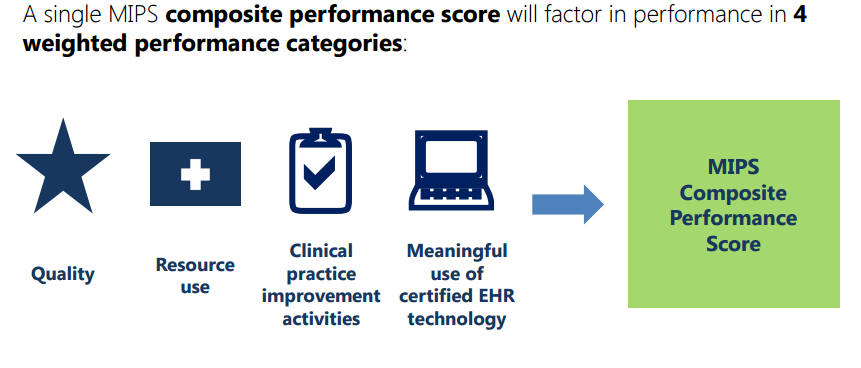 A single MIPS composite performance score will factor in performance in 4
weighted performance categories:
Quality
Resource
use
Clinical
practice
improvement
activities
Meaningful
use of
certified EHR
technology
MIPS
Composite
Performance
Score